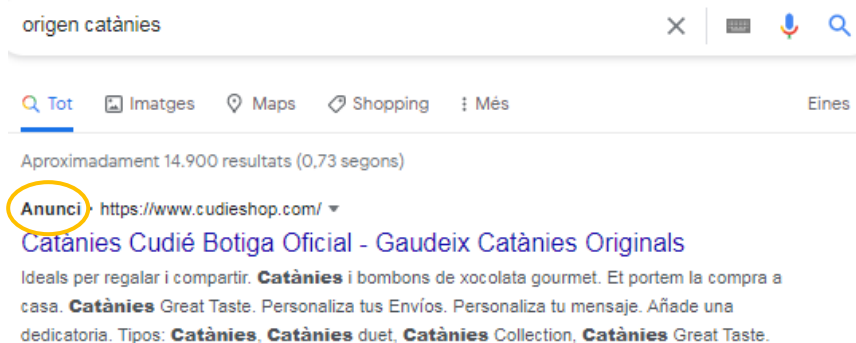 origen catànies
Tot Imatges Maps Shopping Més Eines
Aproximadament 14.900 resultats (0,73 segons)
Anunci · https://www.cudieshop.com/
Catànies Cudié Botiga Oficial - Gaudeix Catànies Originals
Ideals per regalar i compartir. Catànies i bombons de xocolata gourmet. Et portem la compra a
casa. Catànies Great Taste. Personaliza tus Envíos. Personaliza tu mensaje. Añade una
dedicatoria. Tipos: Catànies, Catànies duet, Catànies Collection, Catànies Great Taste.